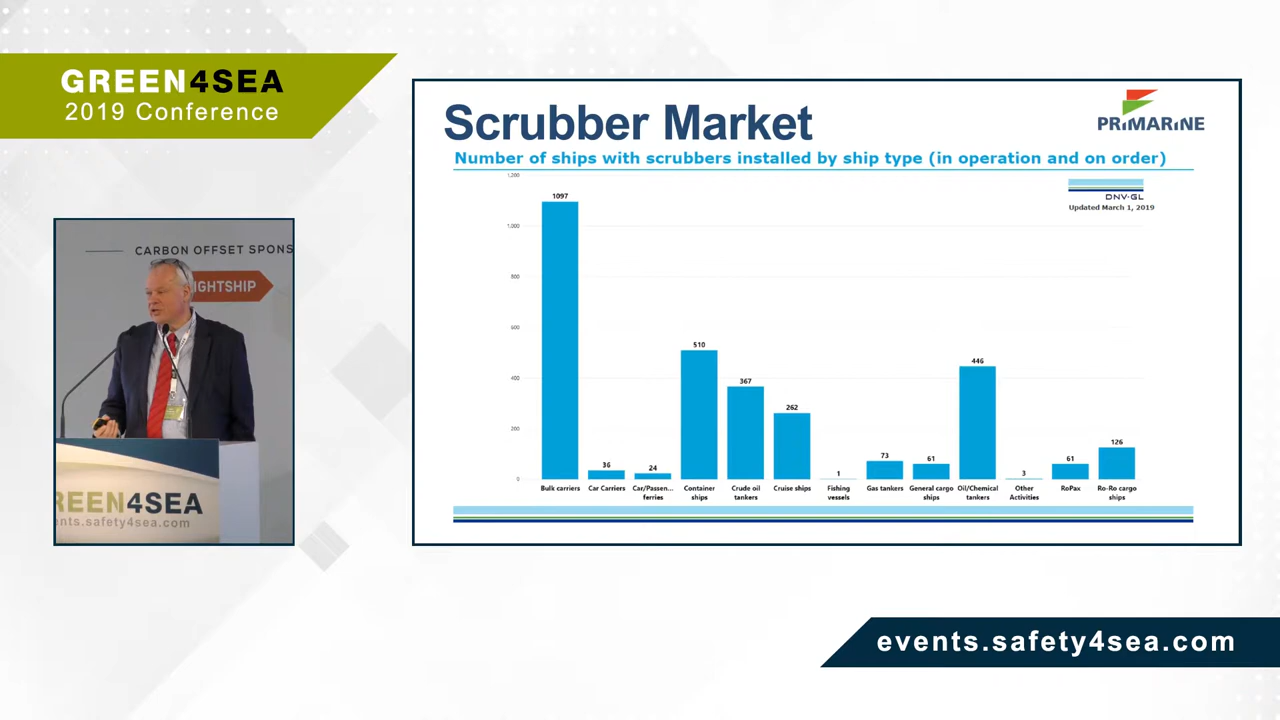 GREEN4SEA
2019 Conference
CARBON OFFSET SPONS
IGHTSHIP
REEN4SEA
nts.safety4sea.com
Scrubber Market
PRIMARINE
Number of ships with scrubbers installed by ship type (in operation and on order)
DNV·GL
Updated March 1, 2019
1,200
1,000
800
600
400
200
0
1097
36
24
510
367
262
1
73
61
446
3
61
126
Bulk carriers
Car Carriers
Car/Passen...
ferries
Container
ships
Crude oil
tankers
Cruise ships
Fishing
vessels
Gas tankers
General cargo
ships
Oil/Chemical
tankers
Other
Activities
RoPax
Ro-Ro cargo
ships
events.safety4sea.com